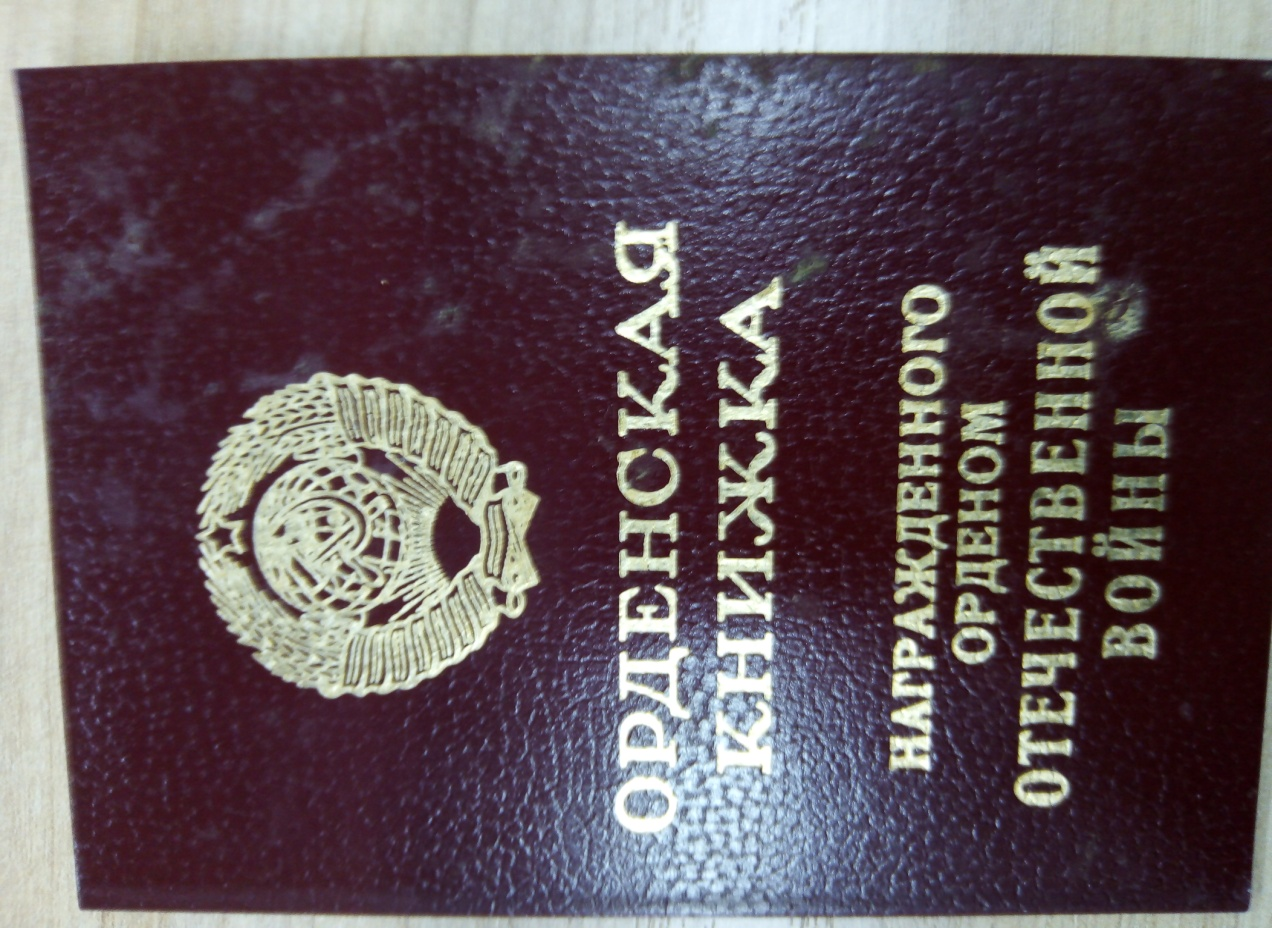 ОРДЕНСКАЯ
КНИЖКА
НАГРАЖДЕННОГО
ОРДЕНОМ
ОТЕЧЕСТВЕННОЙ
ВОЙНЫ